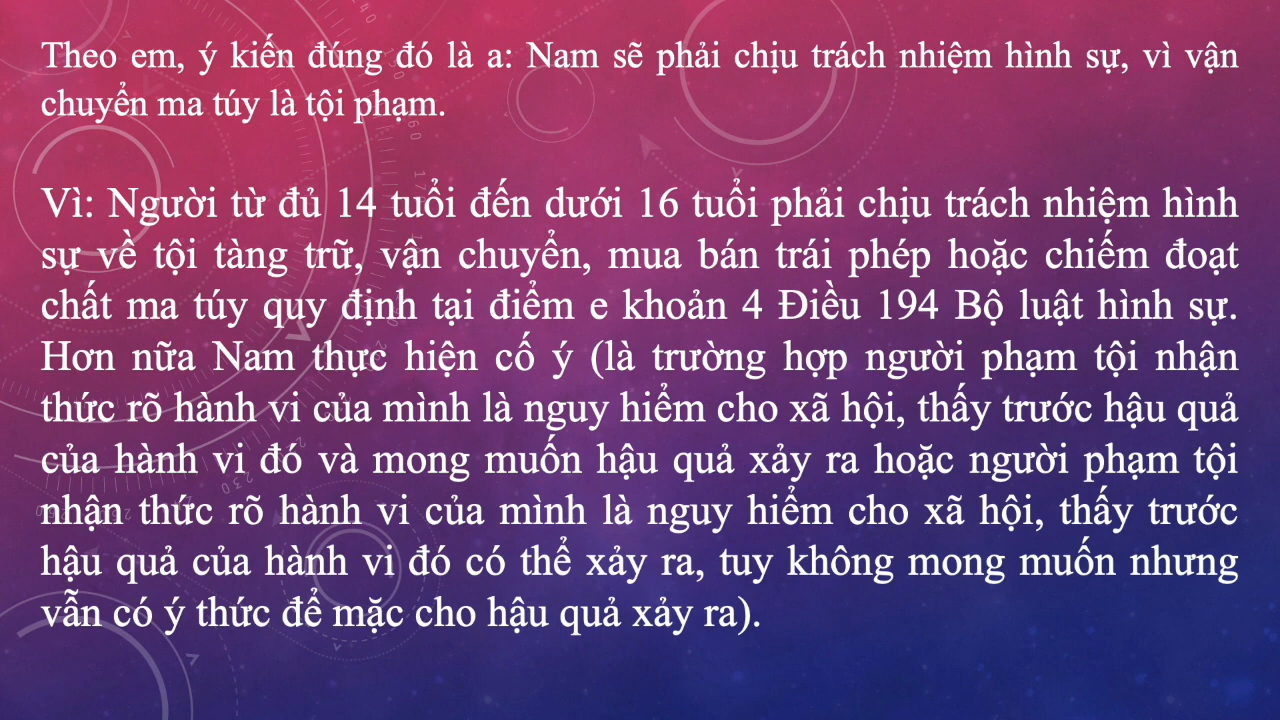 Theo em, ý kiến đúng đó là a: Nam sẽ phải chịu trách nhiệm hình sự, vì vận
chuyển ma túy là tội phạm.
Vì: Người từ đủ 14 tuổi đến dưới 16 tuổi phải chịu trách nhiệm hình
sự về tội tàng trữ, vận chuyển, mua bán trái phép hoặc chiếm đoạt
chất ma túy quy định tại điểm e khoản 4 Điều 194 Bộ luật hình sự.
Hơn nữa Nam thực hiện cố ý (là trường hợp người phạm tội nhận
thức rõ hành vi của mình là nguy hiểm cho xã hội, thấy trước hậu quả
của hành vi đó và mong muốn hậu quả xảy ra hoặc người phạm tội
nhận thức rõ hành vi của mình là nguy hiểm cho xã hội, thấy trước
hậu quả của hành vi đó có thể xảy ra, tuy không mong muốn nhưng
vẫn có ý thức để mặc cho hậu quả xảy ra).